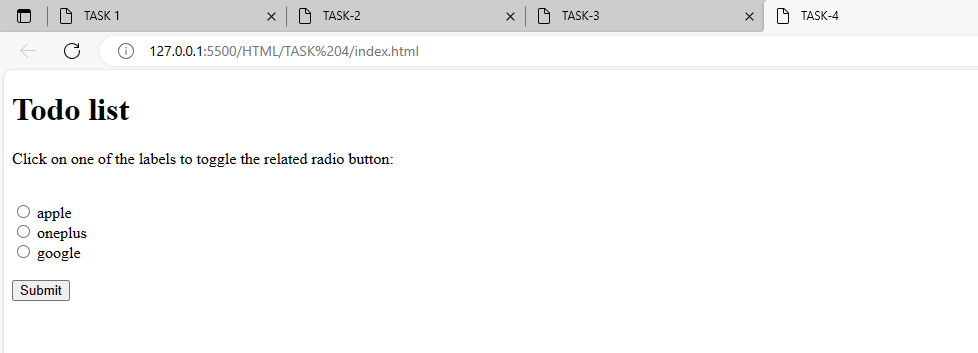 TASK 1 TASK-2 TASK-3 TASK-4
127.0.0.1:5500/HTML/TASK%204/index.html
Todo list
Click on one of the labels to toggle the related radio button:
apple
oneplus
google
Submit